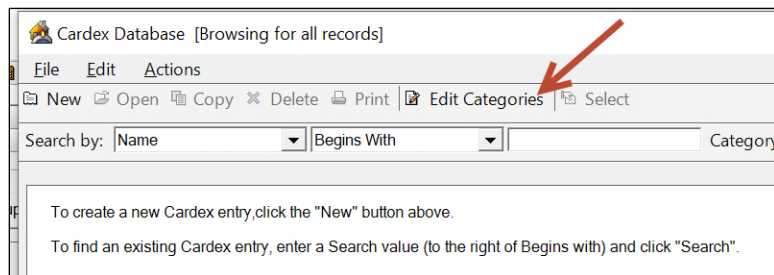 Cardex Database [Browsing for all records]
File Edit Actions
New Open Copy Delete Print Edit Categories Select
Search by: Name Begins With Category
To create a new Cardex entry,click the "New" button above.
To find an existing Cardex entry, enter a Search value (to the right of Begins with) and click "Search".